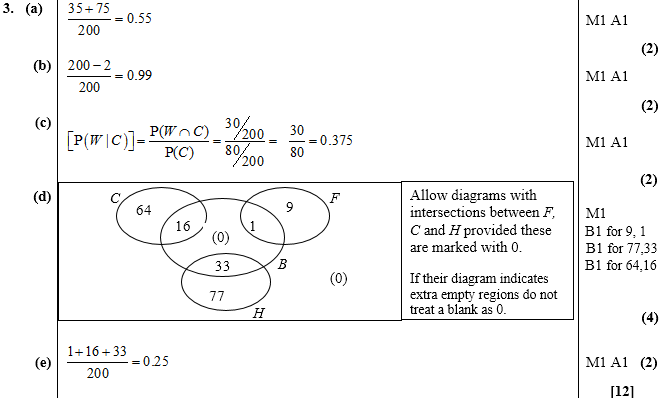 3. (a) (35+75)/200 = 0.55 M1 A1
(2)
(b) (200−2)/200 = 0.99 M1 A1
(2)
(c) [P(W | C)] = P(W ∩ C)/P(C) = (30/200)/(80/200) = 30/80 = 0.375 M1 A1
(2)
(d)
C
F
64
9
16
1
(0)
33
B
(0)
77
H
Allow diagrams with
intersections between F,
C and H provided these
are marked with 0.
If their diagram indicates
extra empty regions do not
treat a blank as 0.
M1
B1 for 9, 1
B1 for 77,33
B1 for 64,16
(4)
(e) (1+16+33)/200 = 0.25 M1 A1 (2)
[12]